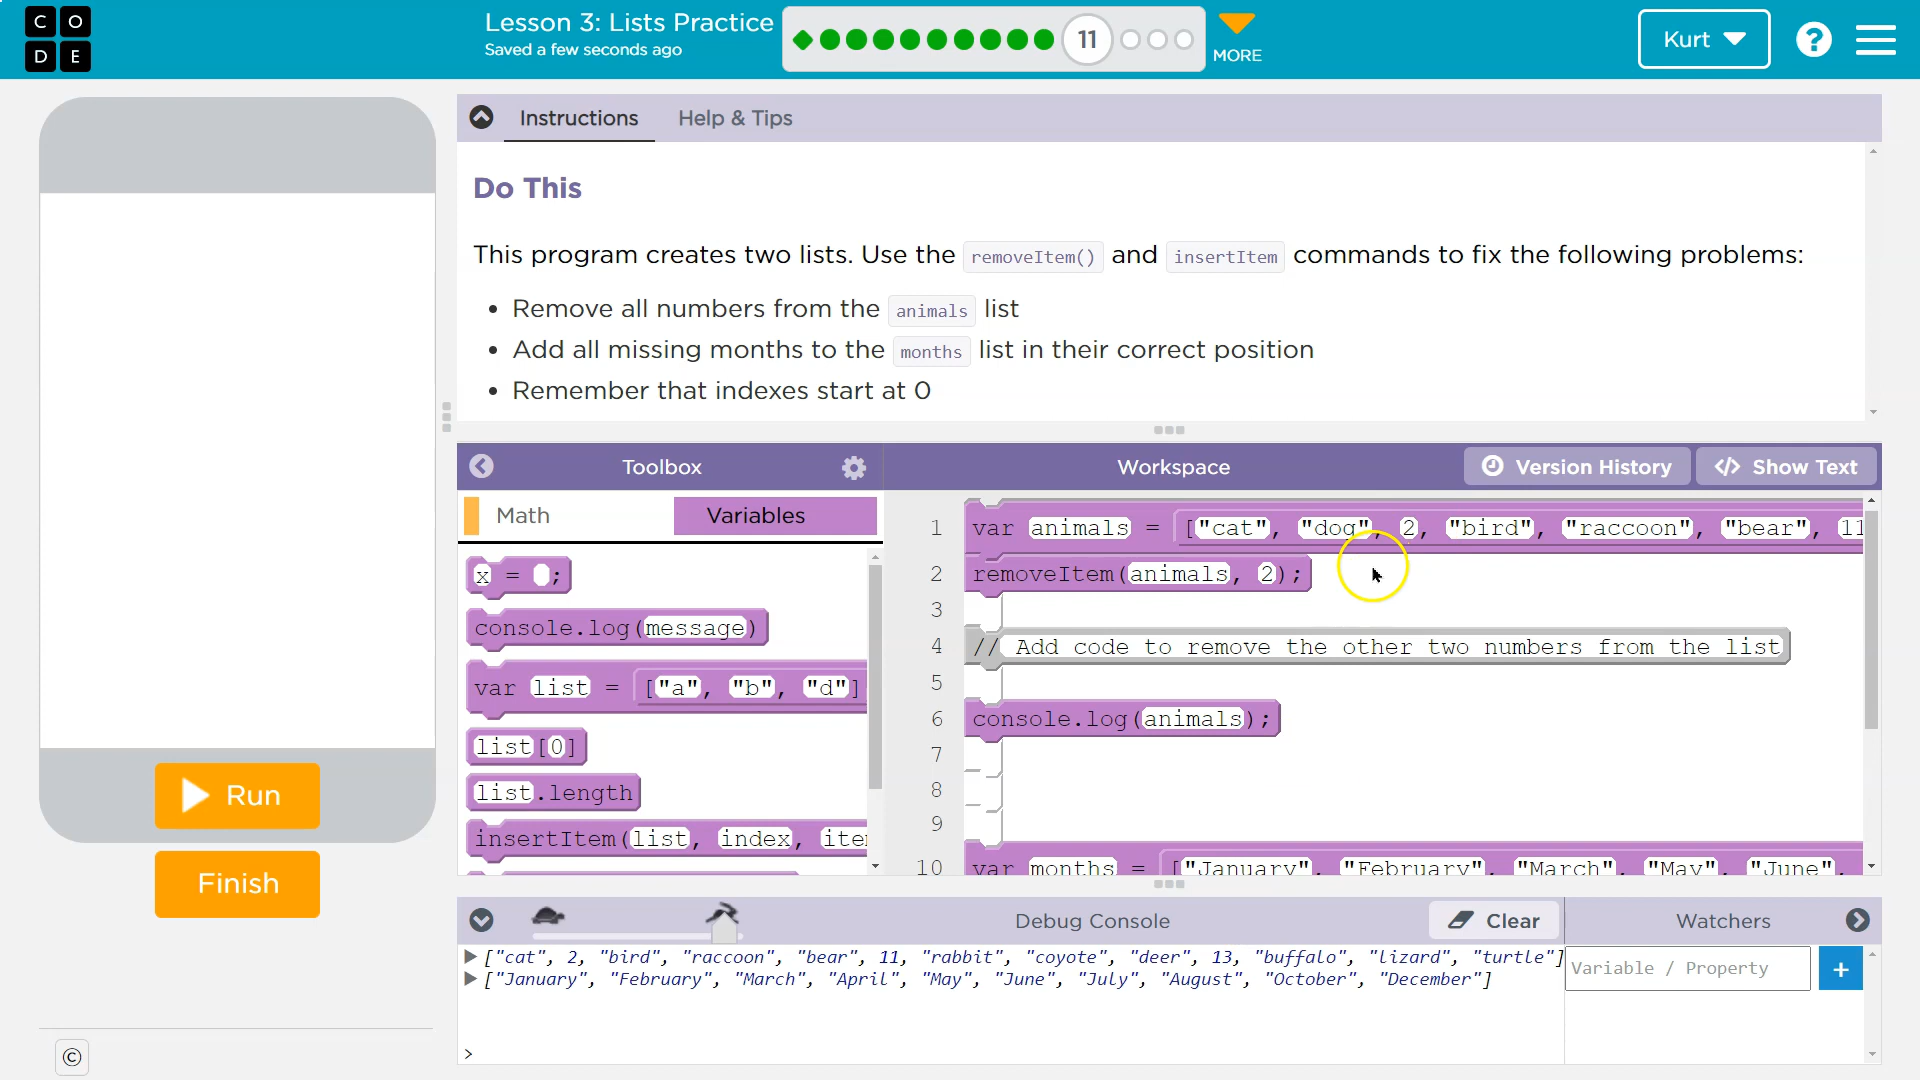 C O
D E
Lesson 3: Lists Practice
Saved a few seconds ago
11
MORE
Kurt
?
Instructions
Help & Tips
Do This
This program creates two lists. Use the removeItem() and insertItem commands to fix the following problems:
• Remove all numbers from the animals list
• Add all missing months to the months list in their correct position
• Remember that indexes start at 0
Toolbox
Workspace
Version History
</> Show Text
Math
Variables
x = ;
console.log(message)
var list = ["a", "b", "d"]
list[0]
list.length
insertItem(list, index, iter
1 var animals = ["cat", "dog", 2, "bird", "raccoon", "bear", 11
2 removeItem(animals, 2);
3
4 // Add code to remove the other two numbers from the list
5
6 console.log(animals);
7
8
9
10 var months = ["January", "February", "March", "May", "June",
Run
Finish
Debug Console
Clear
Watchers
["cat", 2, "bird", "raccoon", "bear", 11, "rabbit", "coyote", "deer", 13, "buffalo", "lizard", "turtle"]
["January", "February", "March", "April", "May", "June", "July", "August", "October", "December"]
Variable / Property
+
>
©